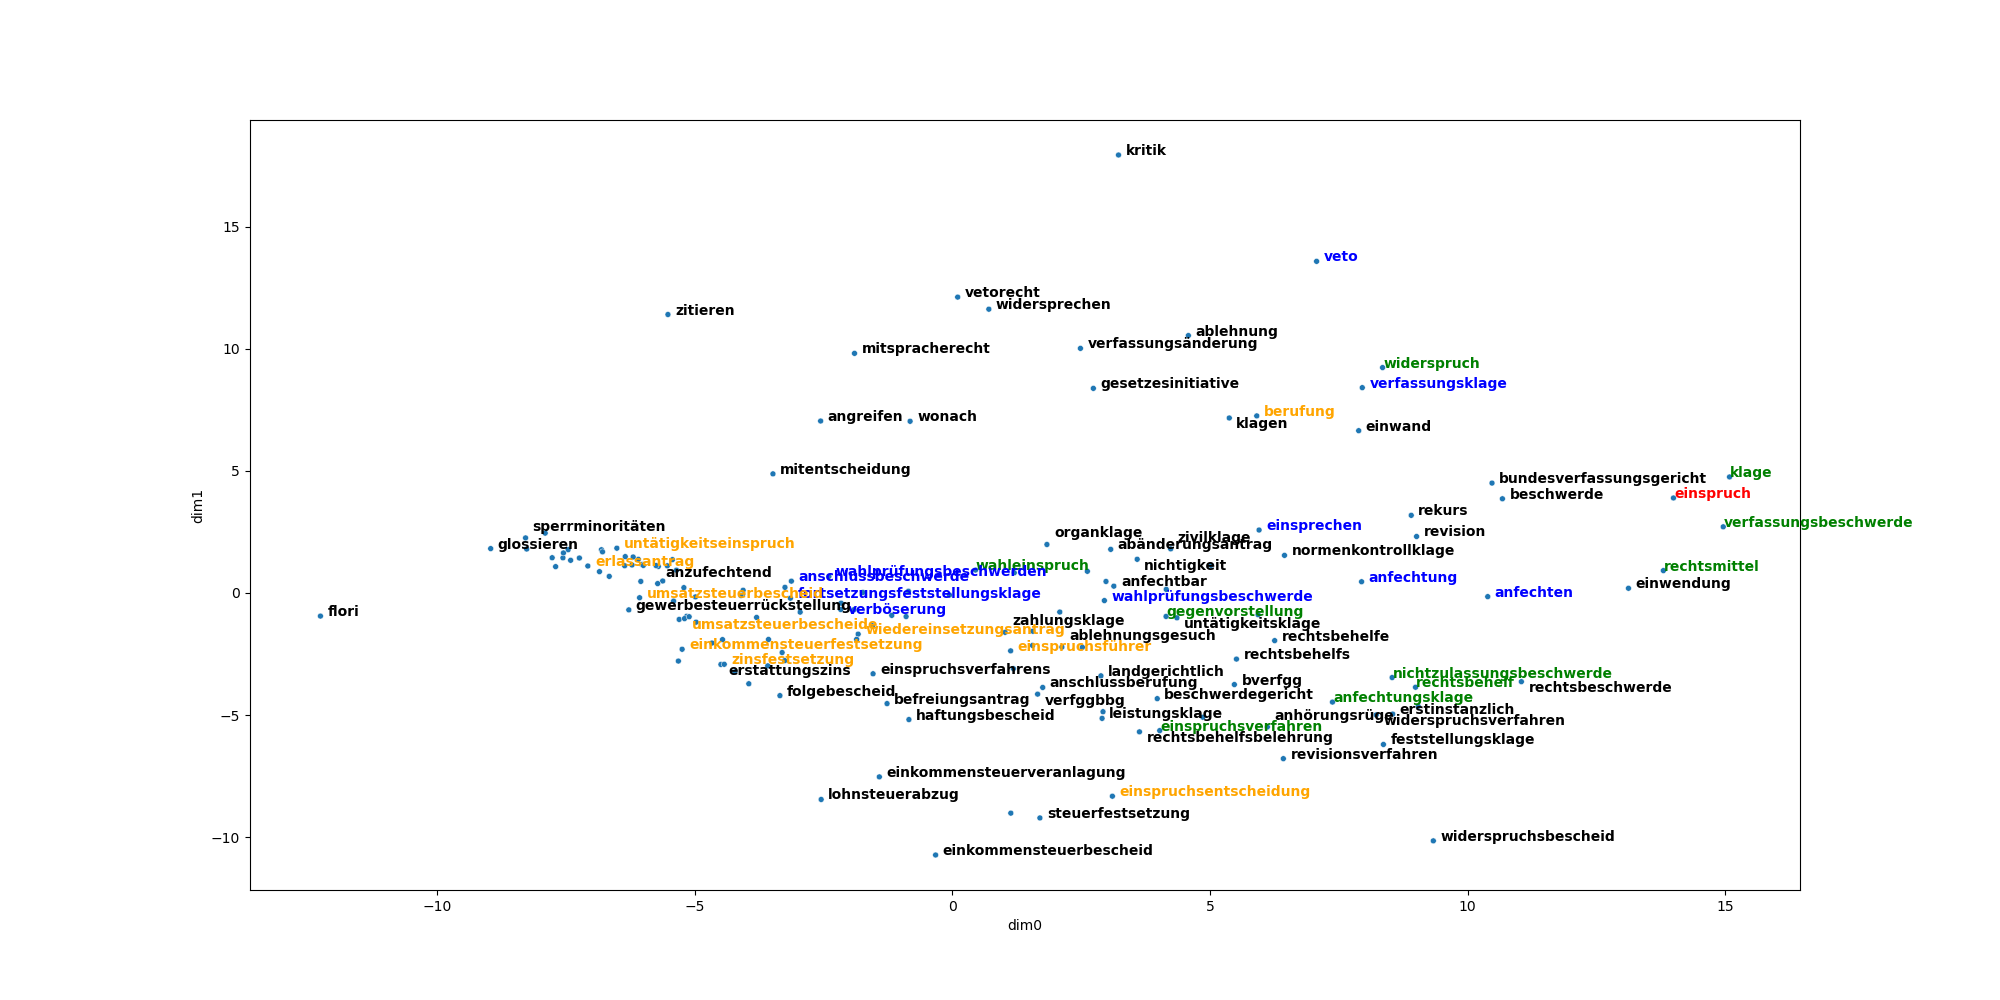 kritik
veto
vetorecht
widersprechen
zitieren
ablehnung
verfassungsänderung
mitspracherecht
widerspruch
gesetzesinitiative
verfassungsklage
berufung
angreifen
wonach
klagen
einwand
mitentscheidung
klage
bundesverfassungsgericht
beschwerde
einspruch
rekurs
verfassungsbeschwerde
sperrminoritäten
einsprechen
organklage
zivilklage
revision
glossieren
untätigkeitseinspruch
abänderungsantrag
normenkontrollklage
erlassantrag
wahleinspruch
nichtigkeit
rechtsmittel
anzufechtend
anschlussbeschwerde
wahlprüfungsbeschwerden
anfechtbar
anfechtung
einwendung
umsatzsteuerbescheid
fortsetzungsfeststellungsklage
wahlprüfungsbeschwerde
anfechten
flori
gewerbesteuerrückstellung
verböserung
gegenvorstellung
umsatzsteuerbescheide
wiedereinsetzungsantrag
zahlungsklage
untätigkeitsklage
einkommensteuerfestsetzung
einspruchsführer
ablehnungsgesuch
rechtsbehelfe
zinsfestsetzung
rechtsbehelfs
erstattungszins
einspruchsverfahrens
landgerichtlich
nichtzulassungsbeschwerde
anschlussberufung
bverfgg
rechtsbehelf
rechtsbeschwerde
folgebescheid
befreiungsantrag
verfggbbg
beschwerdegericht
anfechtungsklage
haftungsbescheid
leistungsklage
anhörungsrüge
erstinstanzlich
einspruchsverfahren
widerspruchsverfahren
rechtsbehelfsbelehrung
feststellungsklage
revisionsverfahren
einkommensteuerveranlagung
lohnsteuerabzug
einspruchsentscheidung
steuerfestsetzung
widerspruchsbescheid
einkommensteuerbescheid
15
10
5
0
−5
−10
dim1
−10 −5 0 5 10 15
dim0